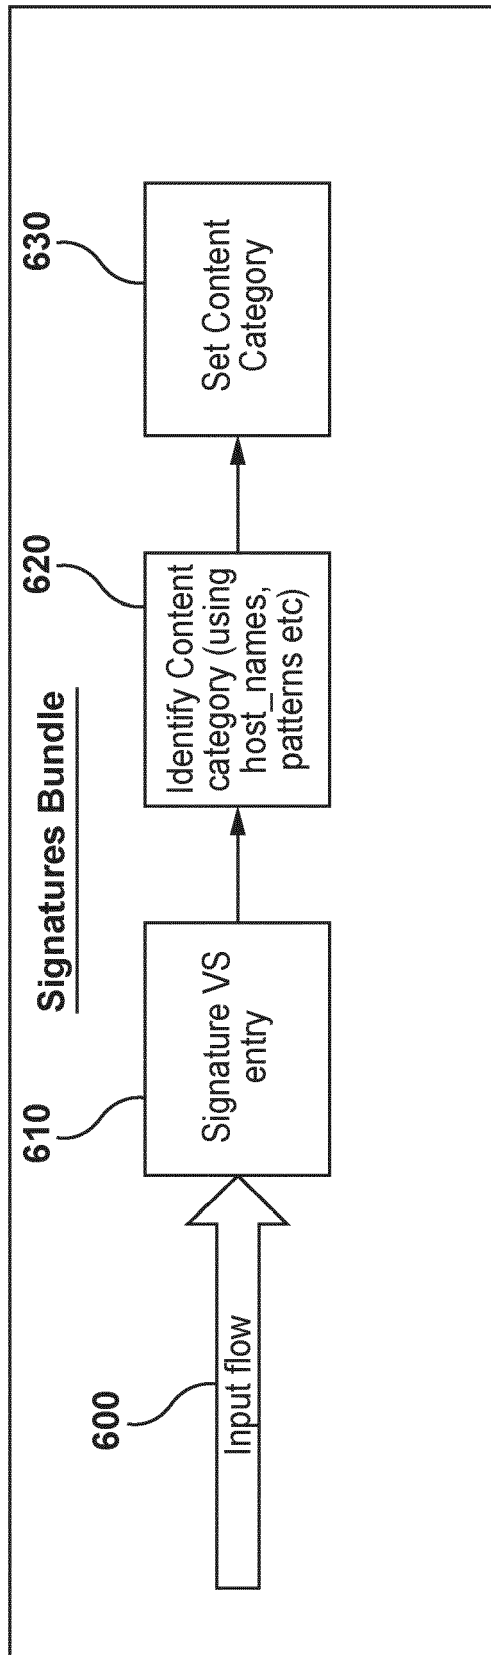 Signatures Bundle
600
Input flow
610
Signature VS
entry
620
Identify Content
category (using
host_names,
patterns etc)
630
Set Content
Category